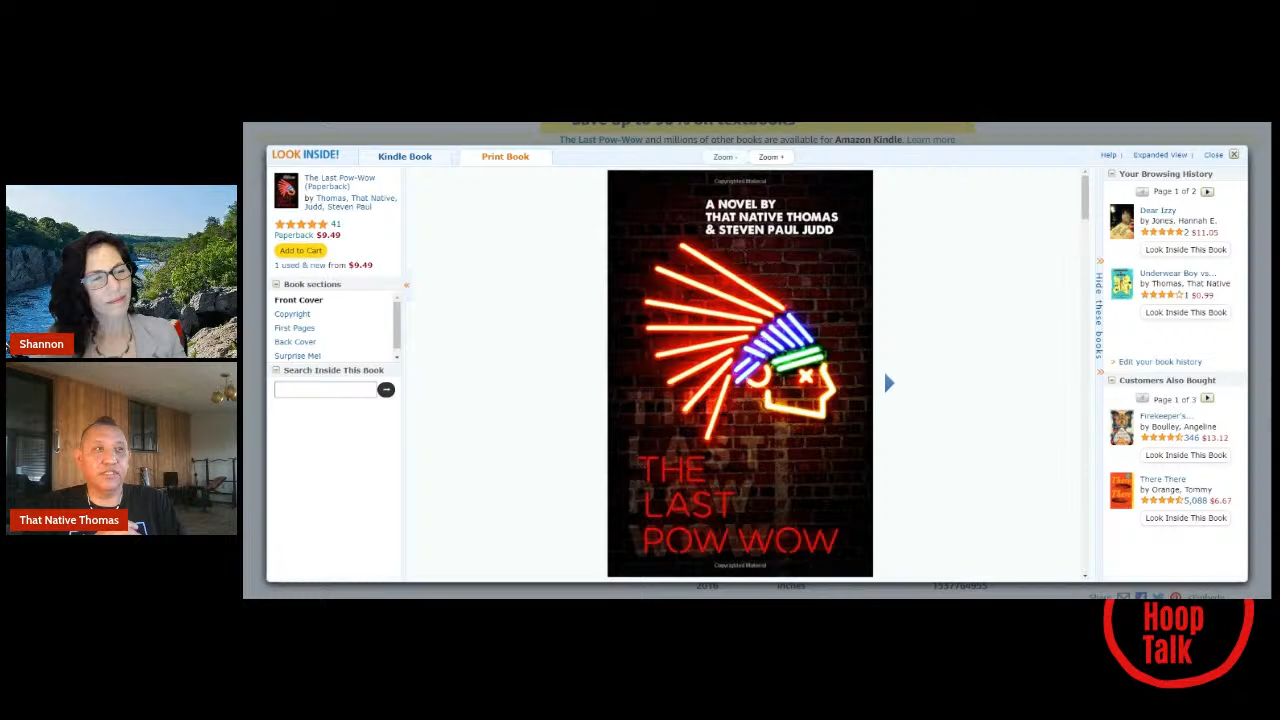 The Last Pow-Wow and millions of other books are available for Amazon Kindle. Learn more
LOOK INSIDE!
Kindle Book
Print Book
Zoom -
Zoom +
Help |
Expanded View |
Close
The Last Pow-Wow
(Paperback)
by Thomas, That Native,
Judd, Steven Paul
41
Paperback $9.49
Add to Cart
1 used & new from $9.49
Book sections
Front Cover
Copyright
First Pages
Back Cover
Surprise Me!
Search Inside This Book
Copyrighted Material
A NOVEL BY
THAT NATIVE THOMAS
& STEVEN PAUL JUDD
THE
LAST
POW WOW
Copyrighted Material
Hide these books
Your Browsing History
Page 1 of 2
Dear Izzy
by Jones, Hannah E.
2 $11.05
Look Inside This Book
Underwear Boy vs...
by Thomas, That Native
1 $0.99
Look Inside This Book
> Edit your book history
Customers Also Bought
Page 1 of 3
Firekeeper's...
by Boulley, Angeline
346 $13.12
Look Inside This Book
There There
by Orange, Tommy
5,088 $6.67
Look Inside This Book
Shannon
That Native Thomas
Hoop
Talk